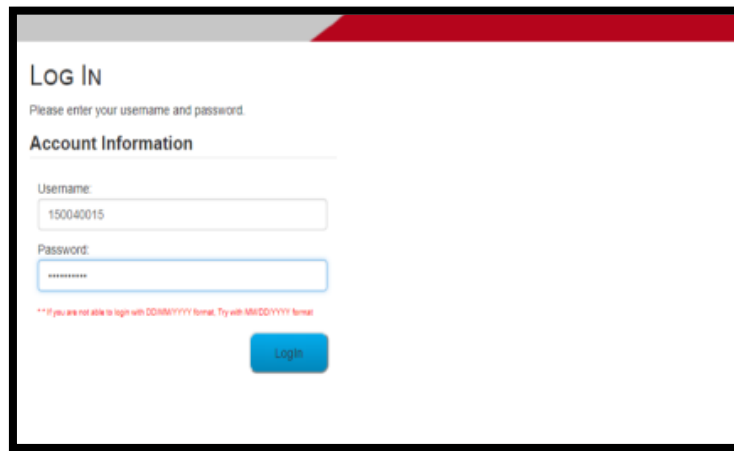 Log In
Please enter your username and password.
Account Information
Username:
150040015
Password:
••••••••••
* * If you are not able to login with DD/MM/YYYY format, Try with MM/DD/YYYY format
LogIn